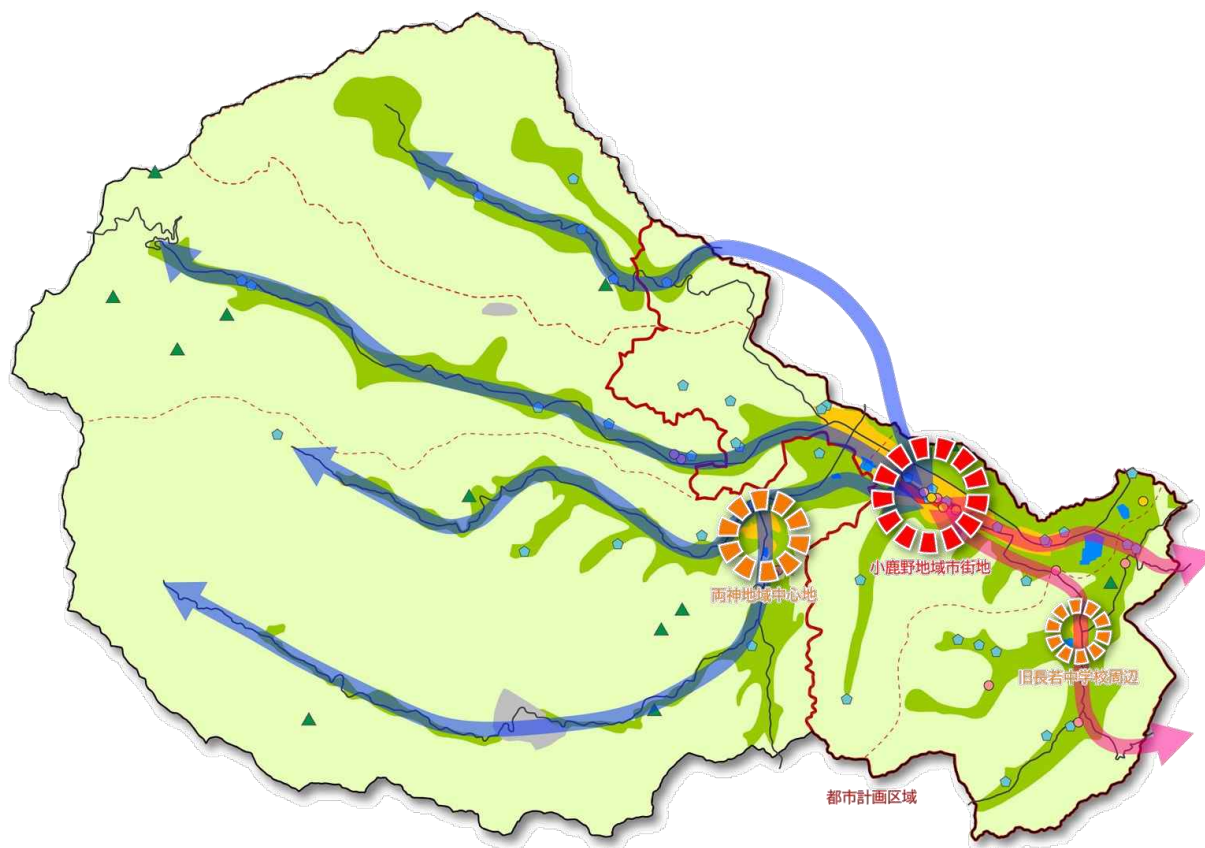 小鹿野地域市街地
両神地域中心地
旧長若中学校周辺
都市計画区域